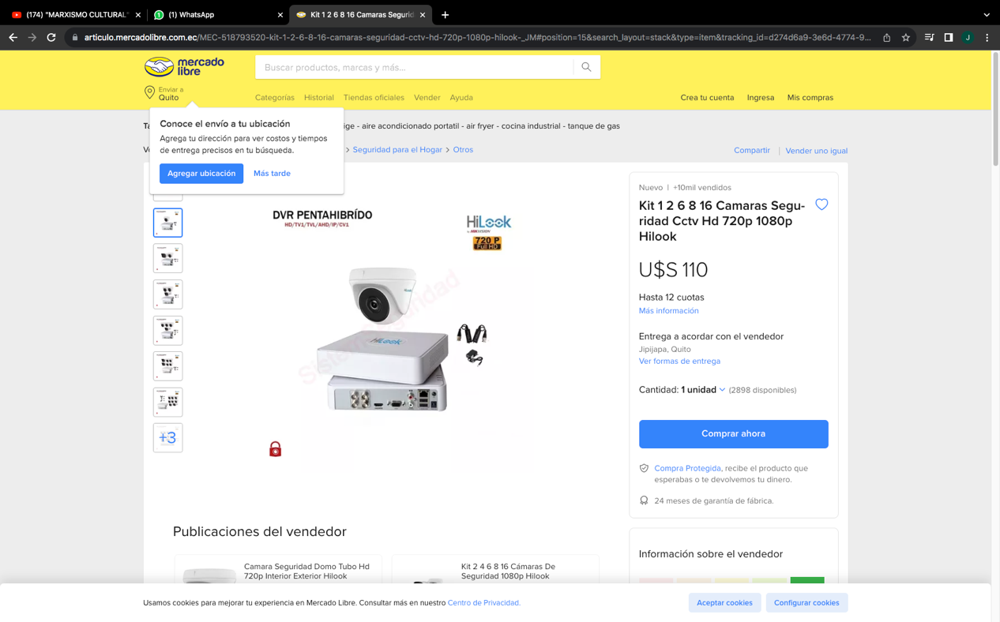 (174) "MARXISMO CULTURAL"
(1) WhatsApp
Kit 1 2 6 8 16 Camaras Segurid
articulo.mercadolibre.com.ec/MEC-518793520-kit-1-2-6-8-16-camaras-seguridad-cctv-hd-720p-1080p-hilook-_JM#position=15&search_layout=stack&type=item&tracking_id=d274d6a9-3e6d-4774-9...
J
mercado
libre
Buscar productos, marcas y más...
Enviar a
Quito
Categorías Historial Tiendas oficiales Vender Ayuda
Crea tu cuenta Ingresa Mis compras
Conoce el envío a tu ubicación
Agrega tu dirección para ver costos y tiempos
de entrega precisos en tu búsqueda.
Agregar ubicación Más tarde
ige - aire acondicionado portatil - air fryer - cocina industrial - tanque de gas
> Seguridad para el Hogar > Otros
Compartir | Vender uno igual
DVR PENTAHIBRÍDO
HD/TV1/TVL/AHD/IP/CV1
HiLook
by HIKVISION
720 P
Full HD
HiLook
Sistemseguridad
+3
Nuevo | +10mil vendidos
Kit 1 2 6 8 16 Camaras Segu-
ridad Cctv Hd 720p 1080p
Hilook
U$S 110
Hasta 12 cuotas
Más información
Entrega a acordar con el vendedor
Jipijapa, Quito
Ver formas de entrega
Cantidad: 1 unidad (2898 disponibles)
Comprar ahora
Compra Protegida, recibe el producto que
esperabas o te devolvemos tu dinero.
24 meses de garantía de fábrica.
Publicaciones del vendedor
Camara Seguridad Domo Tubo Hd
720p Interior Exterior Hilook
Kit 2 4 6 8 16 Cámaras De
Seguridad 1080p Hilook
Información sobre el vendedor
Usamos cookies para mejorar tu experiencia en Mercado Libre. Consultar más en nuestro Centro de Privacidad.
Aceptar cookies Configurar cookies